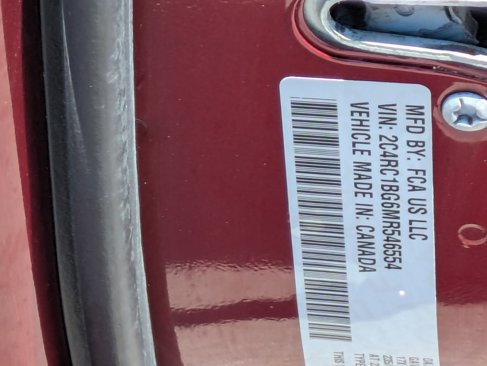 MFD BY: FCA US LLC
VIN: 2C4RC1BG6MR546554
VEHICLE MADE IN: CANADA